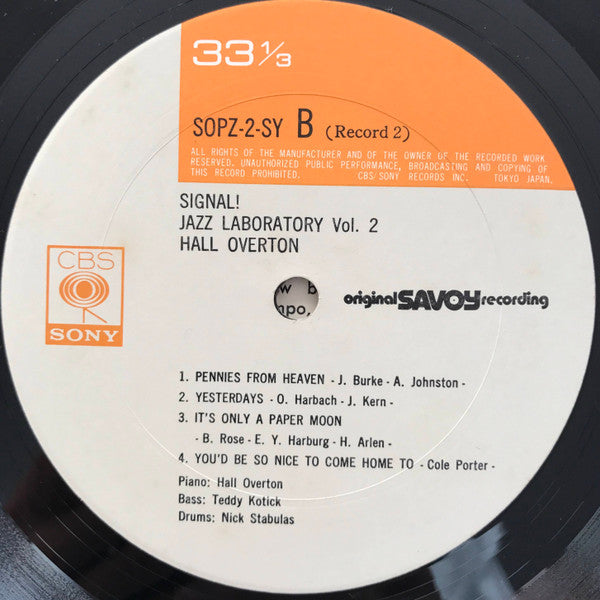 33 1/3
SOPZ-2-SY B (Record 2)
ALL RIGHTS OF THE MANUFACTURER AND OF THE OWNER OF THE RECORDED WORK
RESERVED. UNAUTHORIZED PUBLIC PERFORMANCE, BROADCASTING AND COPYING OF
THIS RECORD PROHIBITED. CBS/SONY RECORDS INC. TOKYO JAPAN.
SIGNAL!
JAZZ LABORATORY Vol. 2
HALL OVERTON
CBS
SONY
original SAVOY recording
1. PENNIES FROM HEAVEN - J. Burke - A. Johnston -
2. YESTERDAYS - O. Harbach - J. Kern -
3. IT'S ONLY A PAPER MOON
- B. Rose - E. Y. Harburg - H. Arlen -
4. YOU'D BE SO NICE TO COME HOME TO - Cole Porter -
Piano: Hall Overton
Bass: Teddy Kotick
Drums: Nick Stabulas